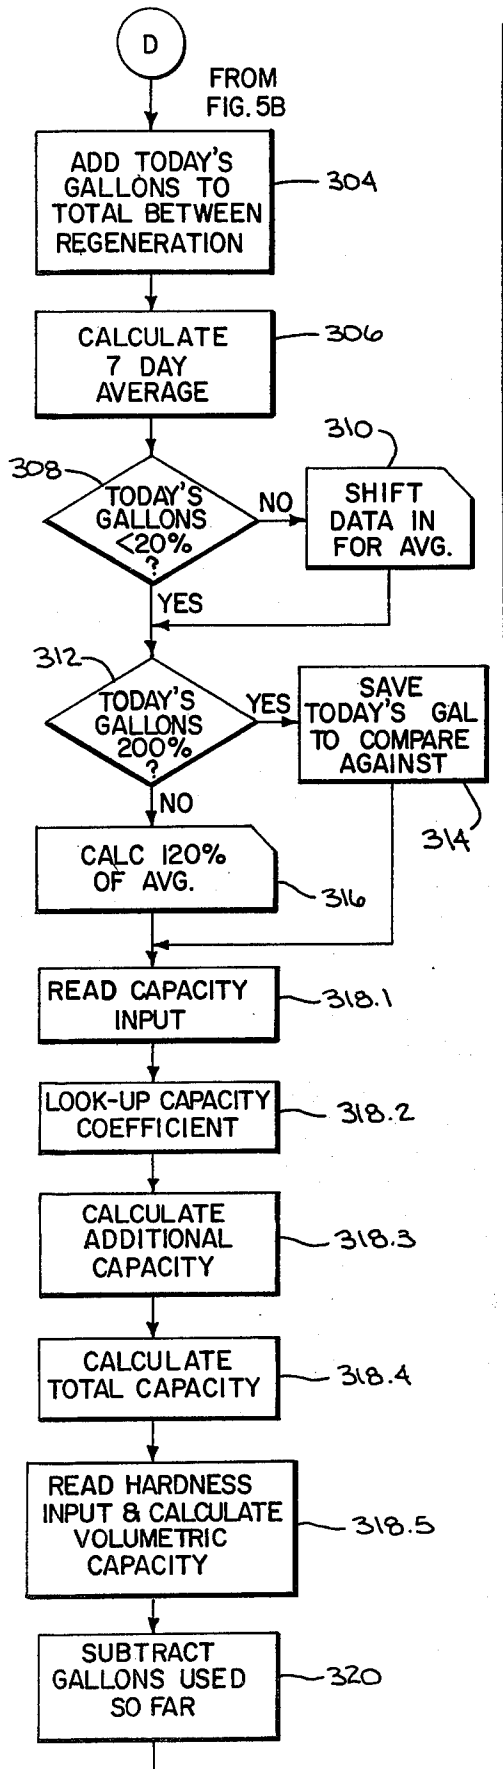 D
FROM
FIG. 5B
ADD TODAY'S
GALLONS TO
TOTAL BETWEEN
REGENERATION
304
CALCULATE
7 DAY
AVERAGE
306
308
TODAY'S
GALLONS
<20%
?
NO
YES
310
SHIFT
DATA IN
FOR AVG.
312
TODAY'S
GALLONS
200%
?
YES
NO
SAVE
TODAY'S GAL
TO COMPARE
AGAINST
314
CALC 120%
OF AVG.
316
READ CAPACITY
INPUT
318.1
LOOK-UP CAPACITY
COEFFICIENT
318.2
CALCULATE
ADDITIONAL
CAPACITY
318.3
CALCULATE
TOTAL CAPACITY
318.4
READ HARDNESS
INPUT & CALCULATE
VOLUMETRIC
CAPACITY
318.5
SUBTRACT
GALLONS USED
SO FAR
320